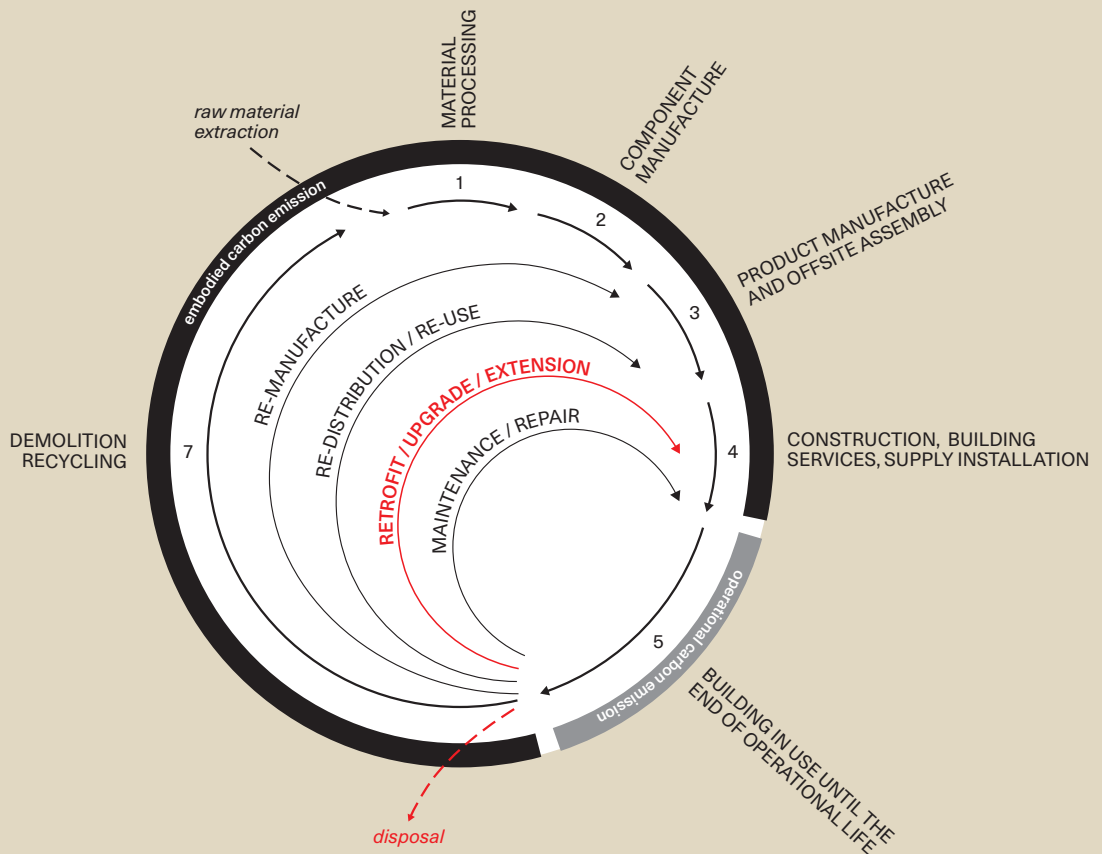 raw material
extraction
MATERIAL
PROCESSING
COMPONENT
MANUFACTURE
PRODUCT MANUFACTURE
AND OFFSITE ASSEMBLY
embodied carbon emission
1
2
3
RE-MANUFACTURE
RE-DISTRIBUTION / RE-USE
RETROFIT / UPGRADE / EXTENSION
MAINTENANCE / REPAIR
DEMOLITION
RECYCLING
7
4
CONSTRUCTION, BUILDING
SERVICES, SUPPLY INSTALLATION
5
operational carbon emission
BUILDING IN USE UNTIL THE
END OF OPERATIONAL LIFE
disposal